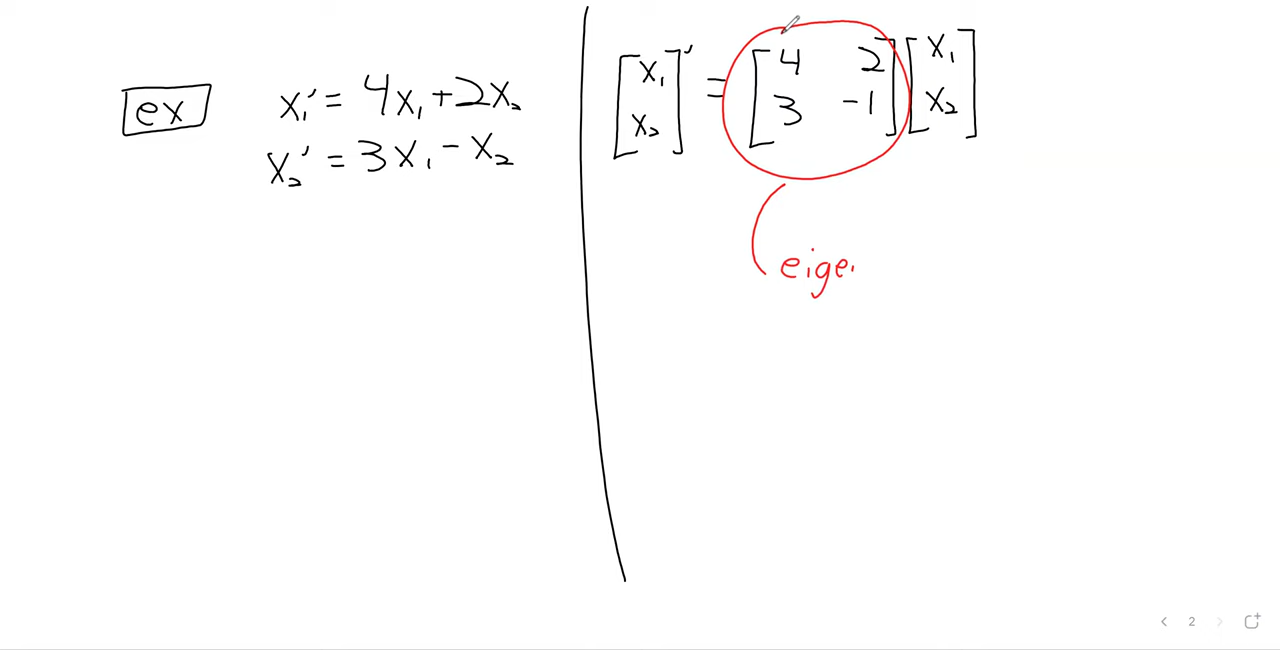 ex
x₁' = 4x₁ + 2x₂
x₂' = 3x₁ - x₂
[x₁ x₂]' = [4 2; 3 -1] [x₁ x₂]
eige
2